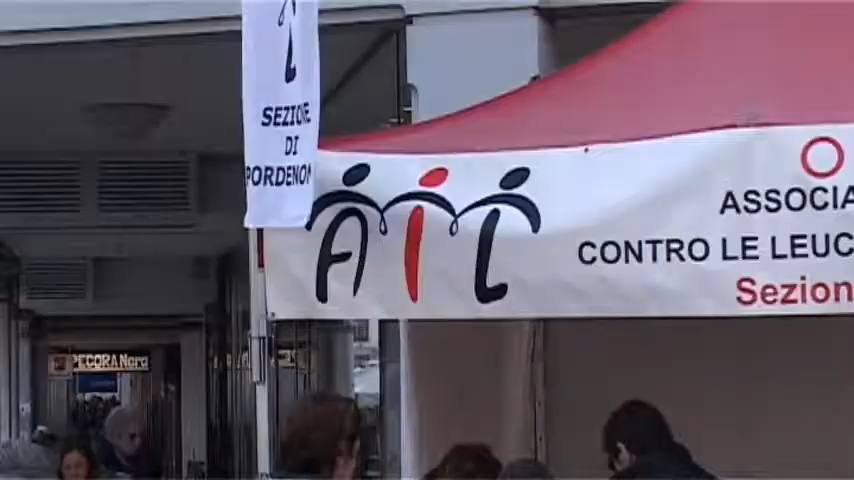 SEZIONE
DI
PORDENON
AIL
ASSOCIA
CONTRO LE LEUC
Sezion
PECORA Nera